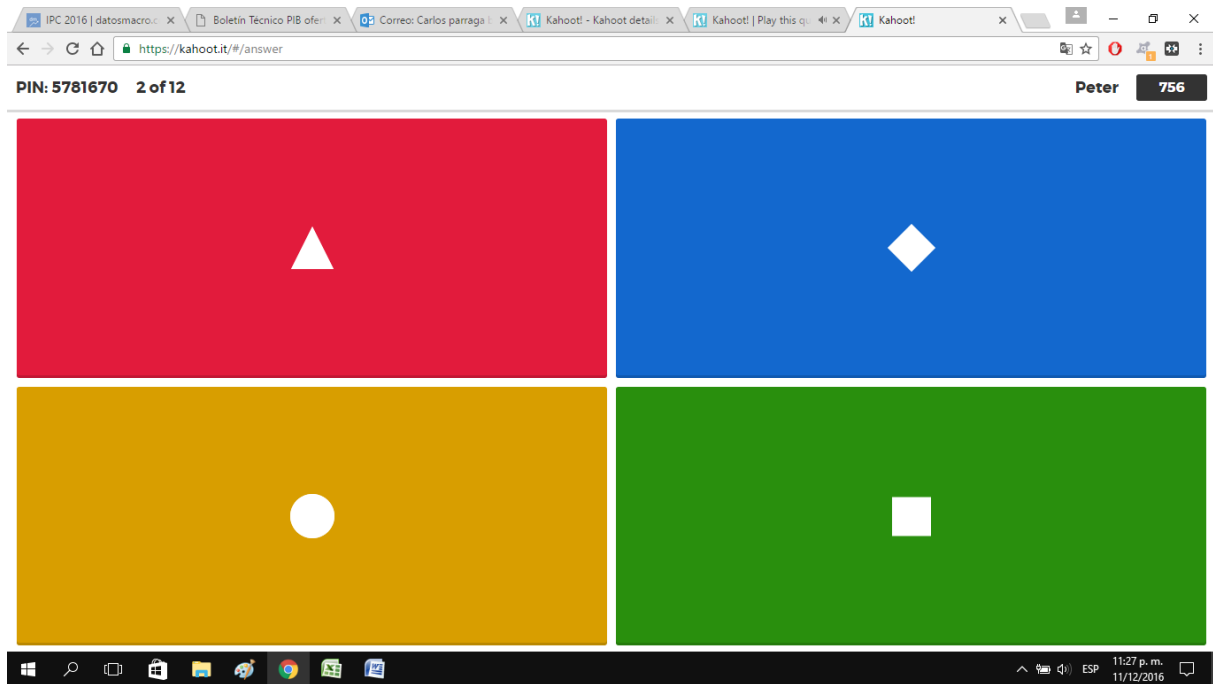 IPC 2016 | datosmacro.c
Boletín Técnico PIB ofer
Correo: Carlos parraga b
Kahoot! - Kahoot details
Kahoot! | Play this qu
Kahoot!
https://kahoot.it/#/answer
PIN: 5781670 2 of 12 Peter 756
ESP
11:27 p. m.
11/12/2016